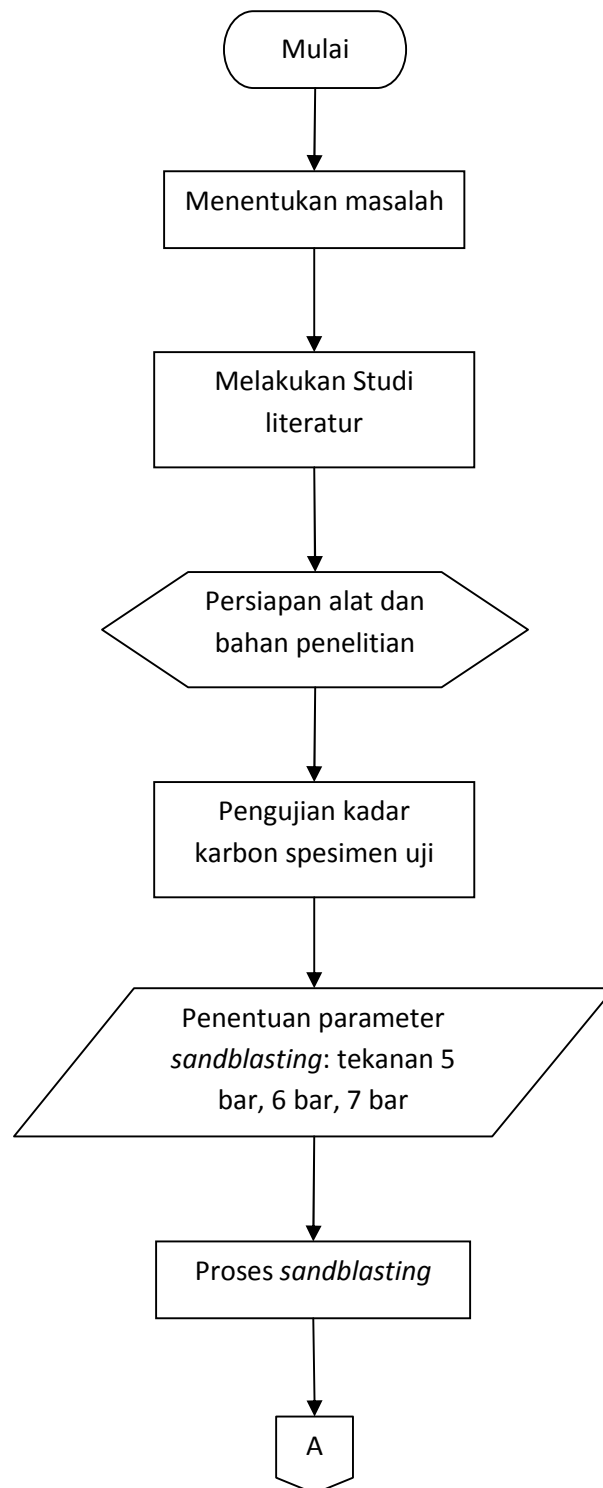 Mulai
Menentukan masalah
Melakukan Studi
literatur
Persiapan alat dan
bahan penelitian
Pengujian kadar
karbon spesimen uji
Penentuan parameter
sandblasting: tekanan 5
bar, 6 bar, 7 bar
Proses sandblasting
A